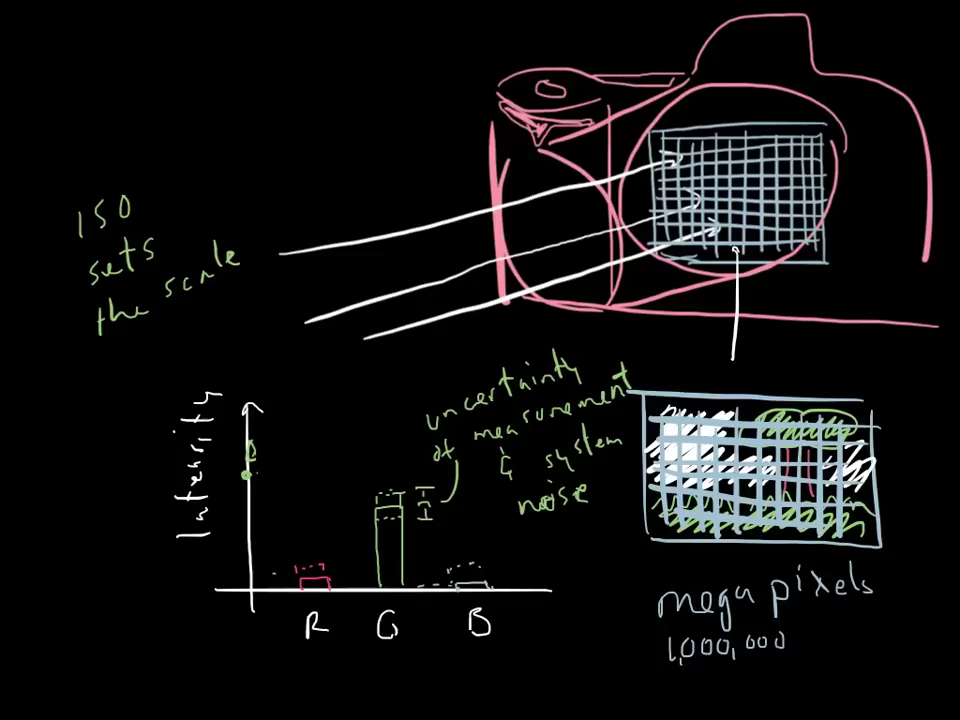 ISO
sets
the scale
Intensity
uncertainty
of measurement
& system
noise
R G B
mega pixels
1,000,000